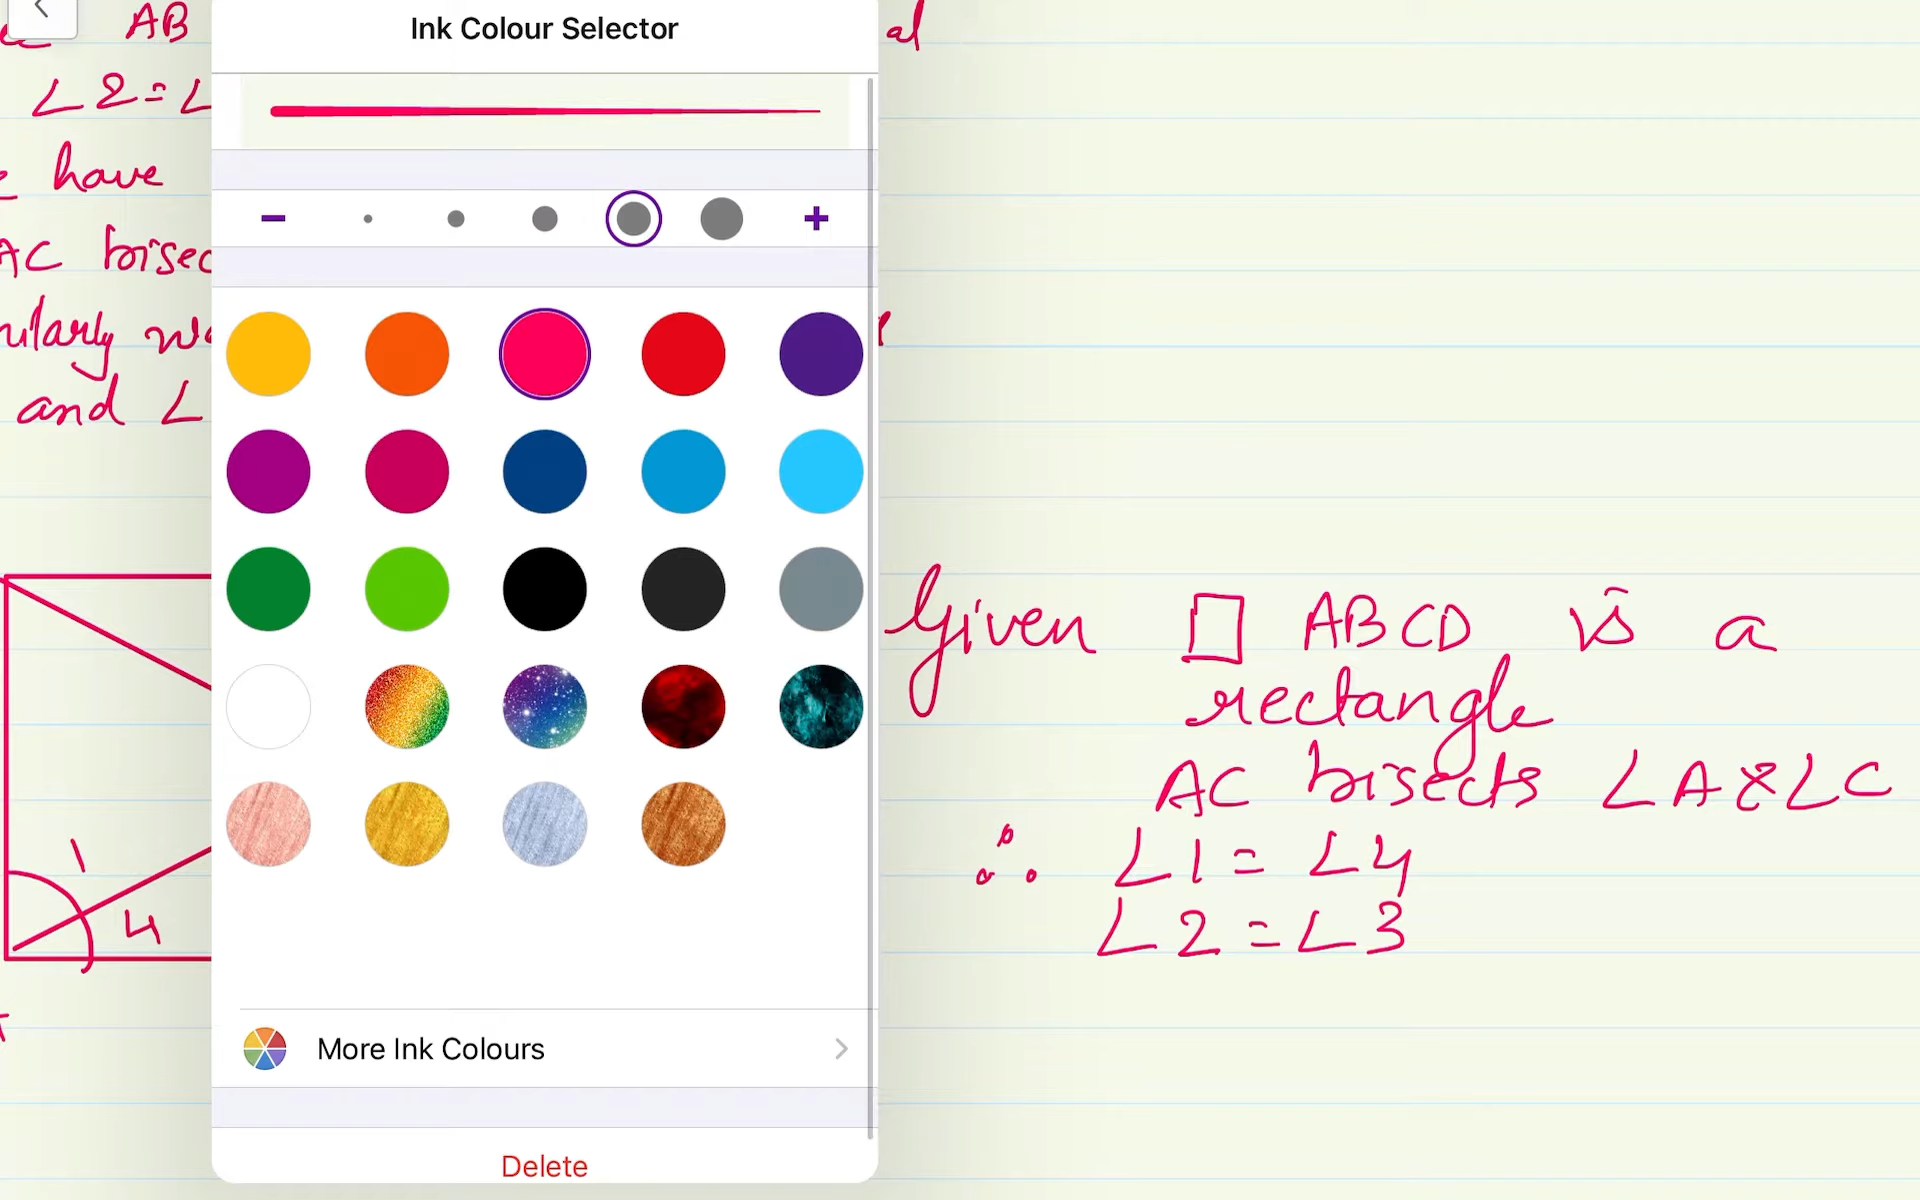 Ink Colour Selector
AB
al
∠2=∠
have
AC bisec
and ∠
Given □ ABCD is a
rectangle
AC bisects ∠A&∠C
∴ ∠1 = ∠4
∠2 = ∠3
1
4
More Ink Colours
Delete